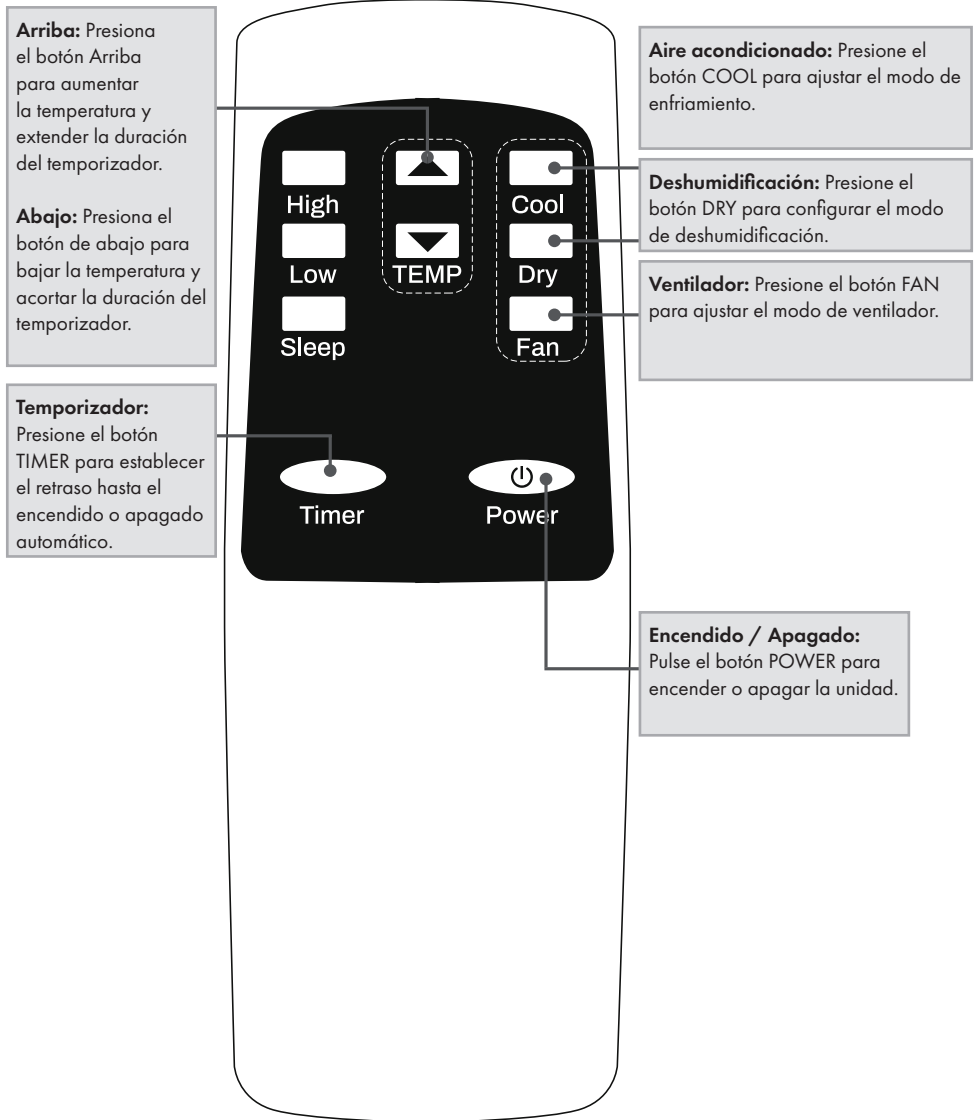 Arriba: Presiona
el botón Arriba
para aumentar
la temperatura y
extender la duración
del temporizador.
Abajo: Presiona el
botón de abajo para
bajar la temperatura y
acortar la duración del
temporizador.
Temporizador:
Presione el botón
TIMER para establecer
el retraso hasta el
encendido o apagado
automático.
High
Low
Sleep
TEMP
Cool
Dry
Fan
Timer
Power
Aire acondicionado: Presione el
botón COOL para ajustar el modo de
enfriamiento.
Deshumidificación: Presione el
botón DRY para configurar el modo
de deshumidificación.
Ventilador: Presione el botón FAN
para ajustar el modo de ventilador.
Encendido / Apagado:
Pulse el botón POWER para
encender o apagar la unidad.